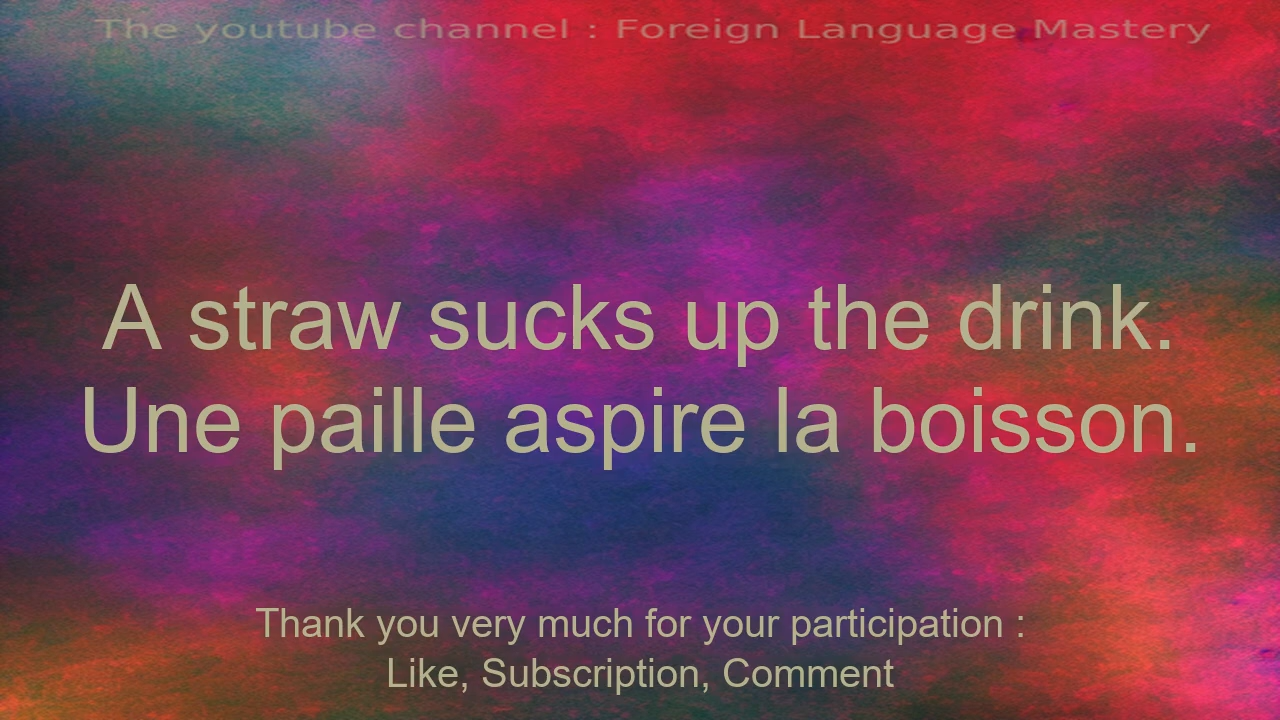 The youtube channel : Foreign Language Mastery
A straw sucks up the drink.
Une paille aspire la boisson.
Thank you very much for your participation :
Like, Subscription, Comment